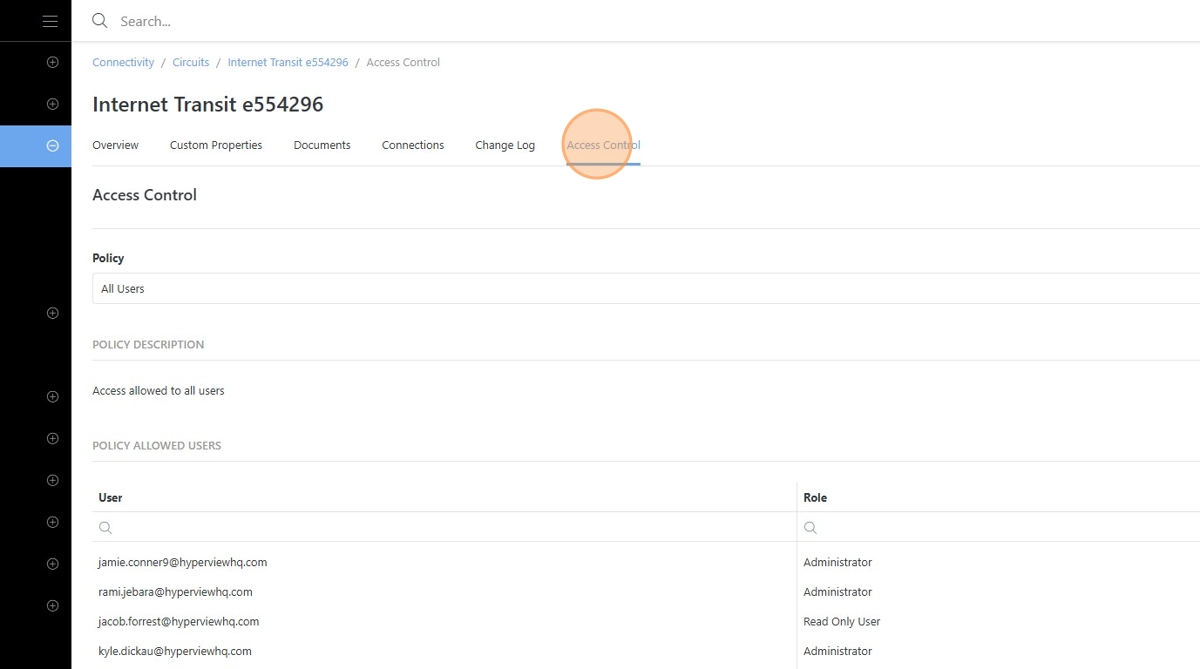 Search...
Connectivity / Circuits / Internet Transit e554296 / Access Control
Internet Transit e554296
Overview Custom Properties Documents Connections Change Log Access Control
Access Control
Policy
All Users
POLICY DESCRIPTION
Access allowed to all users
POLICY ALLOWED USERS
User Role
jamie.conner9@hyperviewhq.com Administrator
rami.jebara@hyperviewhq.com Administrator
jacob.forrest@hyperviewhq.com Read Only User
kyle.dickau@hyperviewhq.com Administrator